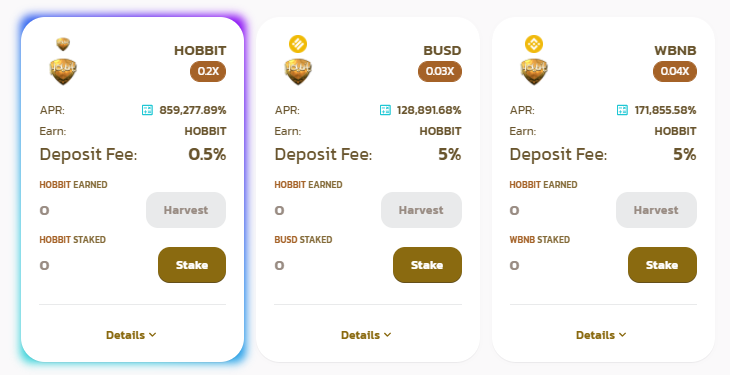 HOBBIT
0.2X
APR: 859,277.89%
Earn: HOBBIT
Deposit Fee: 0.5%
HOBBIT EARNED
0 Harvest
HOBBIT STAKED
0 Stake
Details
BUSD
0.03X
APR: 128,891.68%
Earn: HOBBIT
Deposit Fee: 5%
HOBBIT EARNED
0 Harvest
BUSD STAKED
0 Stake
Details
WBNB
0.04X
APR: 171,855.58%
Earn: HOBBIT
Deposit Fee: 5%
HOBBIT EARNED
0 Harvest
WBNB STAKED
0 Stake
Details